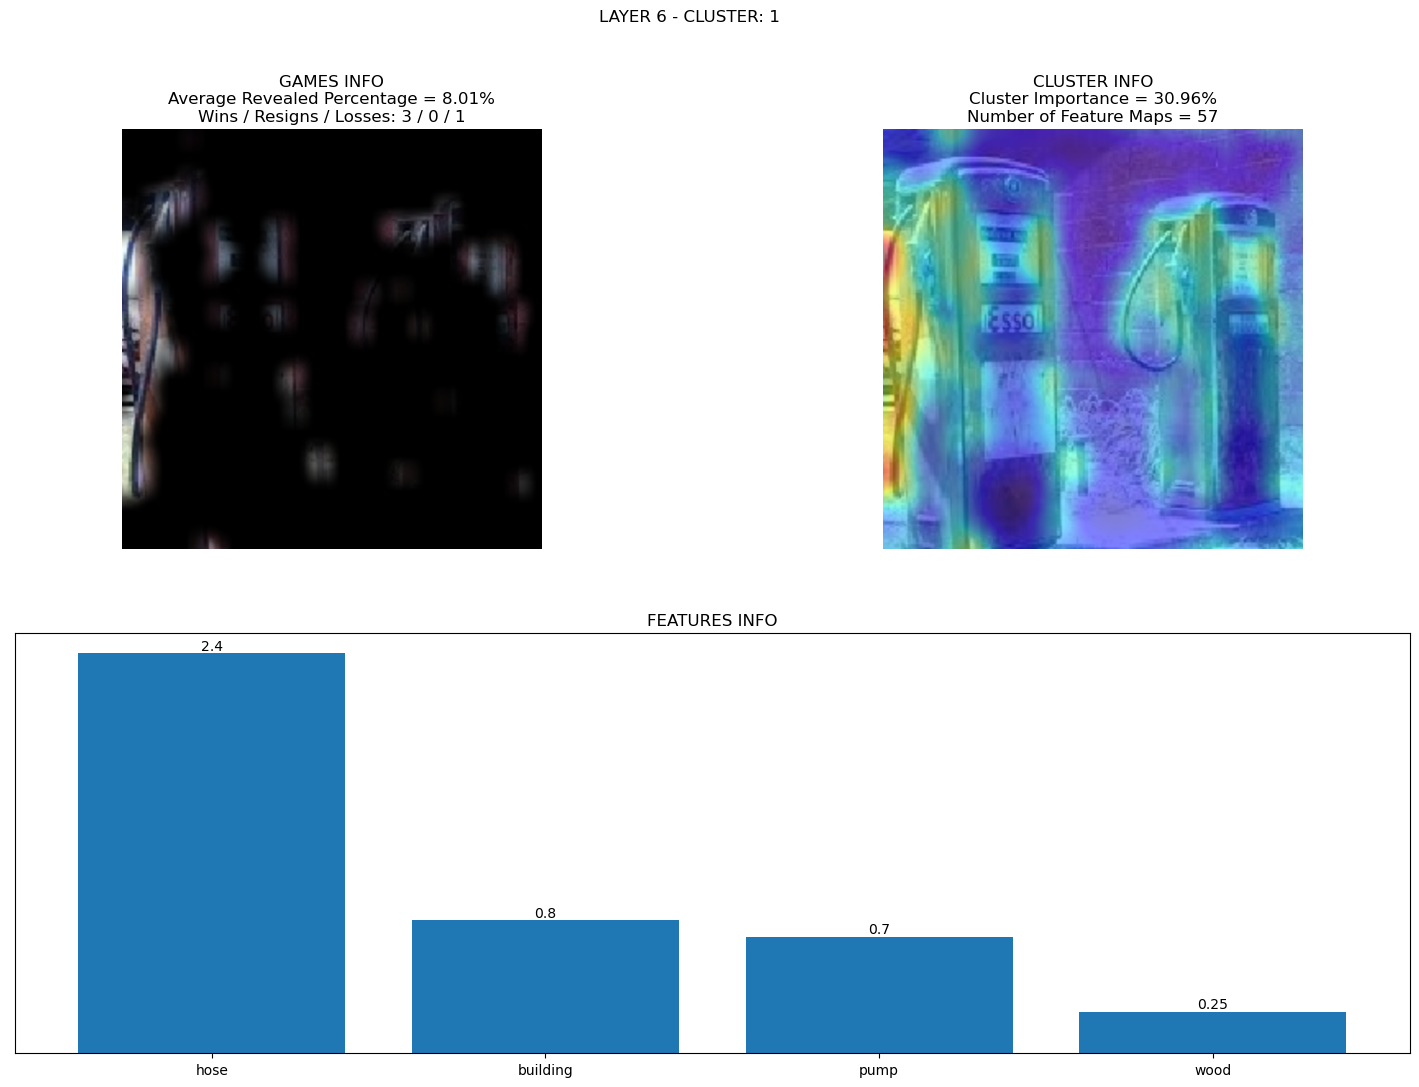 LAYER 6 - CLUSTER: 1
GAMES INFO
Average Revealed Percentage = 8.01%
Wins / Resigns / Losses: 3 / 0 / 1
CLUSTER INFO
Cluster Importance = 30.96%
Number of Feature Maps = 57
FEATURES INFO
2.4
0.8
0.7
0.25
hose
building
pump
wood